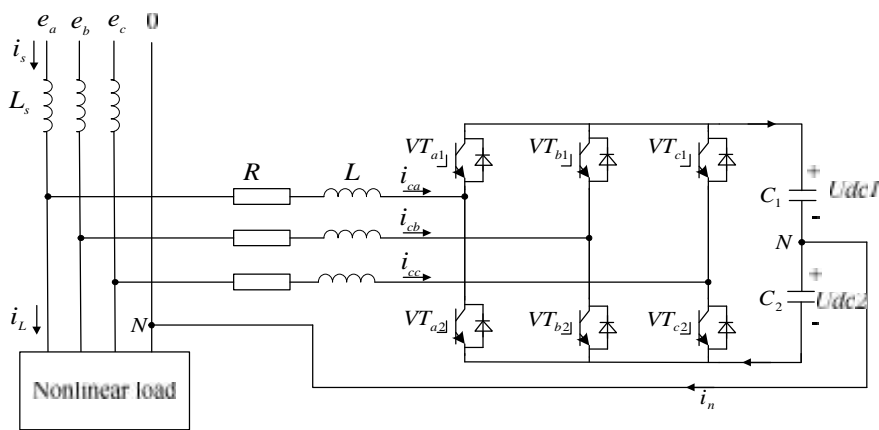 e_a e_b e_c 0
i_s
L_s
R L i_ca
i_cb
i_cc
VT_a1 VT_b1 VT_c1
+
C_1 Udc1
-
N
+
C_2 Udc2
-
VT_a2 VT_b2 VT_c2
i_L N
i_n
Nonlinear load